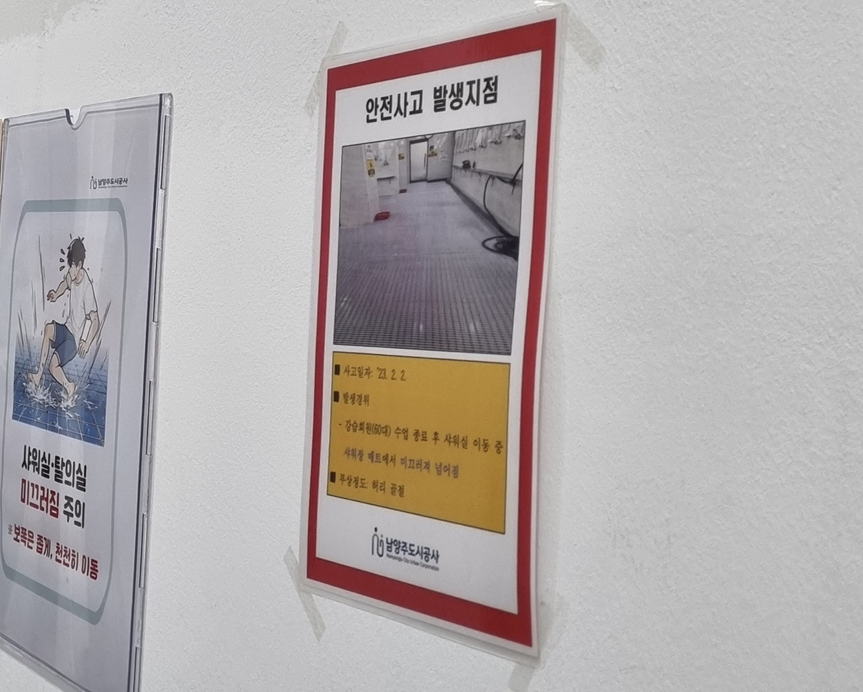 남양주도시공사
샤워실·탈의실
미끄러짐 주의
※ 보폭은 좁게, 천천히 이동
안전사고 발생지점
■ 사고일자: '23. 2. 2.
■ 발생경위
- 강습회원(60대) 수업 종료 후 샤워실 이동 중
샤워장 매트에서 미끄러져 넘어짐
■ 부상정도: 허리 골절
남양주도시공사
Namyangju City Urban Corporation